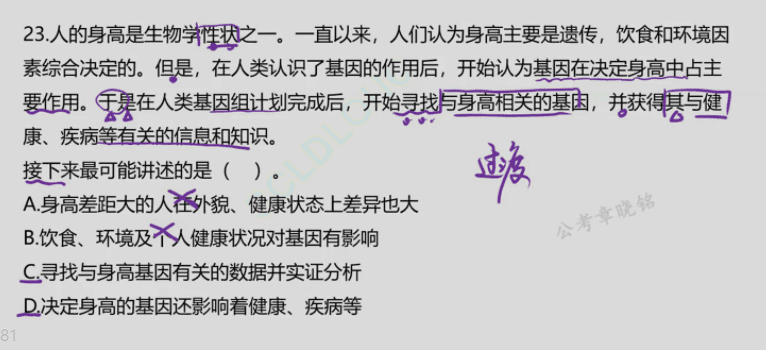 23.人的身高是生物学性状之一。一直以来，人们认为身高主要是遗传，饮食和环境因
素综合决定的。但是，在人类认识了基因的作用后，开始认为基因在决定身高中占主
要作用。于是在人类基因组计划完成后，开始寻找与身高相关的基因，并获得其与健
康、疾病等有关的信息和知识。
接下来最可能讲述的是（ ）。
过渡
A.身高差距大的人在外貌、健康状态上差异也大
B.饮食、环境及个人健康状况对基因有影响
公考章晓铭
C.寻找与身高基因有关的数据并实证分析
D.决定身高的基因还影响着健康、疾病等
81